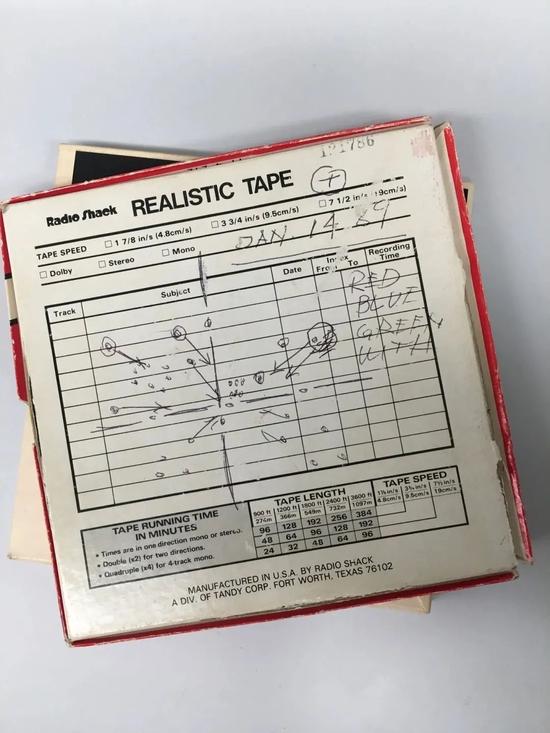 121786
Radio Shack REALISTIC TAPE +
TAPE SPEED □ 1 7/8 in/s (4.8cm/s) □ 3 3/4 in/s (9.5cm/s) □ 7 1/2 in/s (19cm/s)
□ Dolby □ Stereo □ Mono
JAN 14 89
Track Subject Date Index From To Recording Time
RED
BLUE
GREEN
WITH
TAPE RUNNING TIME
IN MINUTES
• Times are in one direction mono or stereo.
• Double (x2) for two directions.
• Quadruple (x4) for 4-track mono.
TAPE LENGTH
900 ft 1200 ft 1800 ft 2400 ft 3600 ft
274m 366m 549m 732m 1097m
96 128 192 256 384
48 64 96 128 192
24 32 48 64 96
TAPE SPEED
1⅞ in/s 3¾ in/s 7½ in/s
4.8cm/s 9.5cm/s 19cm/s
MANUFACTURED IN U.S.A. BY RADIO SHACK
A DIV. OF TANDY CORP. FORT WORTH, TEXAS 76102